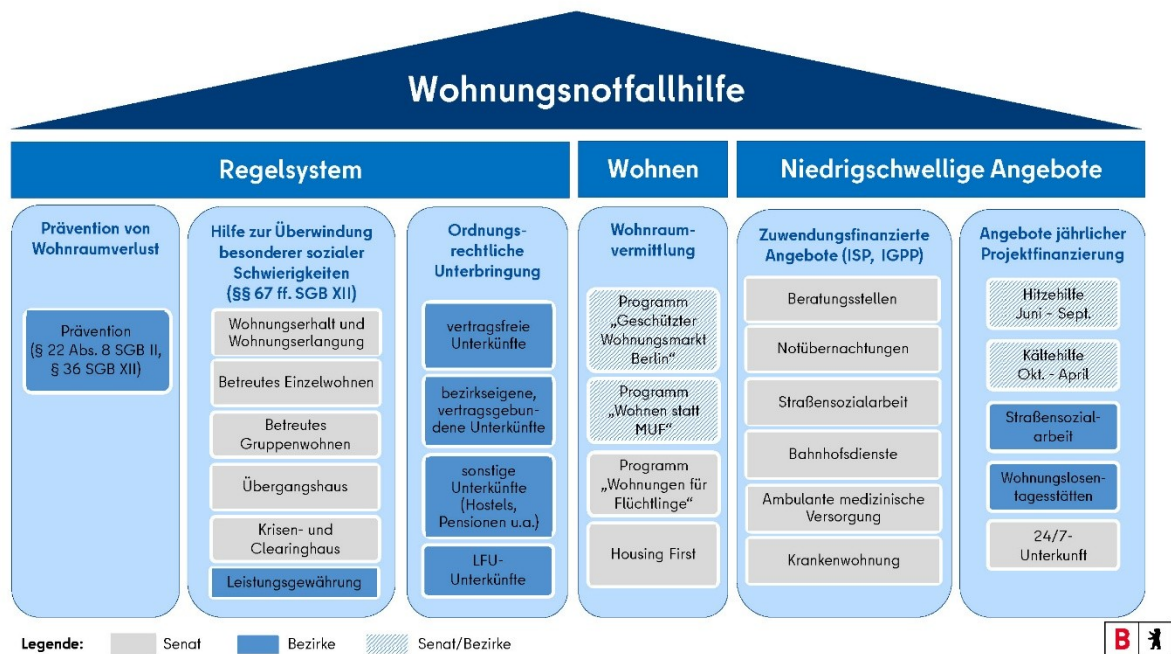 Wohnungsnotfallhilfe
Regelsystem
Prävention von
Wohnraumverlust
Prävention
(§ 22 Abs. 8 SGB II,
§ 36 SGB XII)
Hilfe zur Überwindung
besonderer sozialer
Schwierigkeiten
(§§ 67 ff. SGB XII)
Wohnungserhalt und
Wohnungserlangung
Betreutes Einzelwohnen
Betreutes
Gruppenwohnen
Übergangshaus
Krisen- und
Clearinghaus
Leistungsgewährung
Ordnungs-
rechtliche
Unterbringung
vertragsfreie
Unterkünfte
bezirkseigene,
vertragsgebun-
dene Unterkünfte
sonstige
Unterkünfte
(Hostels,
Pensionen u.a.)
LFU-
Unterkünfte
Wohnen
Wohnraum-
vermittlung
Programm
„Geschützter
Wohnungsmarkt
Berlin“
Programm
„Wohnen statt
MUF“
Programm
„Wohnungen für
Flüchtlinge“
Housing First
Niedrigschwellige Angebote
Zuwendungsfinanzierte
Angebote (ISP, IGPP)
Beratungsstellen
Notübernachtungen
Straßensozialarbeit
Bahnhofsdienste
Ambulante medizinische
Versorgung
Krankenwohnung
Angebote jährlicher
Projektfinanzierung
Hitzehilfe
Juni - Sept.
Kältehilfe
Okt. - April
Straßensozial-
arbeit
Wohnungslosen-
tagesstätten
24/7-
Unterkunft
Legende: Senat Bezirke Senat/Bezirke
B